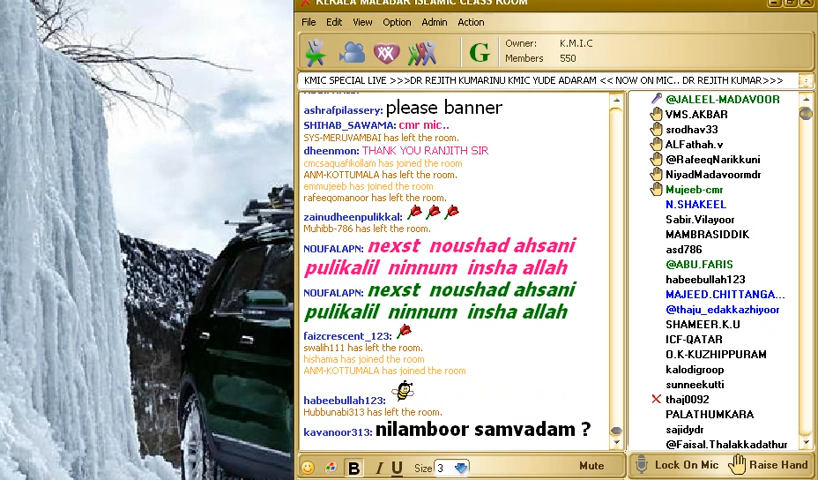 KERALA MALABAR ISLAMIC CLASS ROOM
File Edit View Option Admin Action
G
Owner: K.M.I.C
Members 550
KMIC SPECIAL LIVE >>>DR REJITH KUMARINU KMIC YUDE ADARAM << NOW ON MIC.. DR REJITH KUMAR>>>
ashrafpilassery: please banner
SHIHAB_SAWAMA: cmr mic..
SYS-MERUVAMBAI has left the room.
dheenmon: THANK YOU RANJITH SIR
cmcsaquafikollam has joined the room
ANM-KOTTUMALA has left the room.
emmujeeb has joined the room
rafeeqomanoor has left the room.
zainudheenpulikkal:
Muhibb-786 has left the room.
NOUFALAPN: nexst noushad ahsani
pulikalil ninnum insha allah
NOUFALAPN: nexst noushad ahsani
pulikalil ninnum insha allah
faizcrescent_123:
swalih111 has left the room.
hishama has joined the room
ANM-KOTTUMALA has joined the room
habeebullah123:
Hubbunabi313 has left the room.
kavanoor313: nilamboor samvadam ?
B I U Size 3 Mute
@JALEEL-MADAVOOR
VMS.AKBAR
srodhav33
ALFathah.v
@RafeeqNarikkuni
NiyadMadavoormdr
Mujeeb-cmr
N.SHAKEEL
Sabir.Vilayoor
MAMBRASIDDIK
asd786
@ABU.FARIS
habeebullah123
MAJEED.CHITTANGA...
@thaju_edakkazhiyoor
SHAMEER.K.U
ICF-QATAR
O.K-KUZHIPPURAM
kalodigroop
sunneekutti
thaj0092
PALATHUMKARA
sajidydr
@Faisal.Thalakkadathur
Lock On Mic Raise Hand